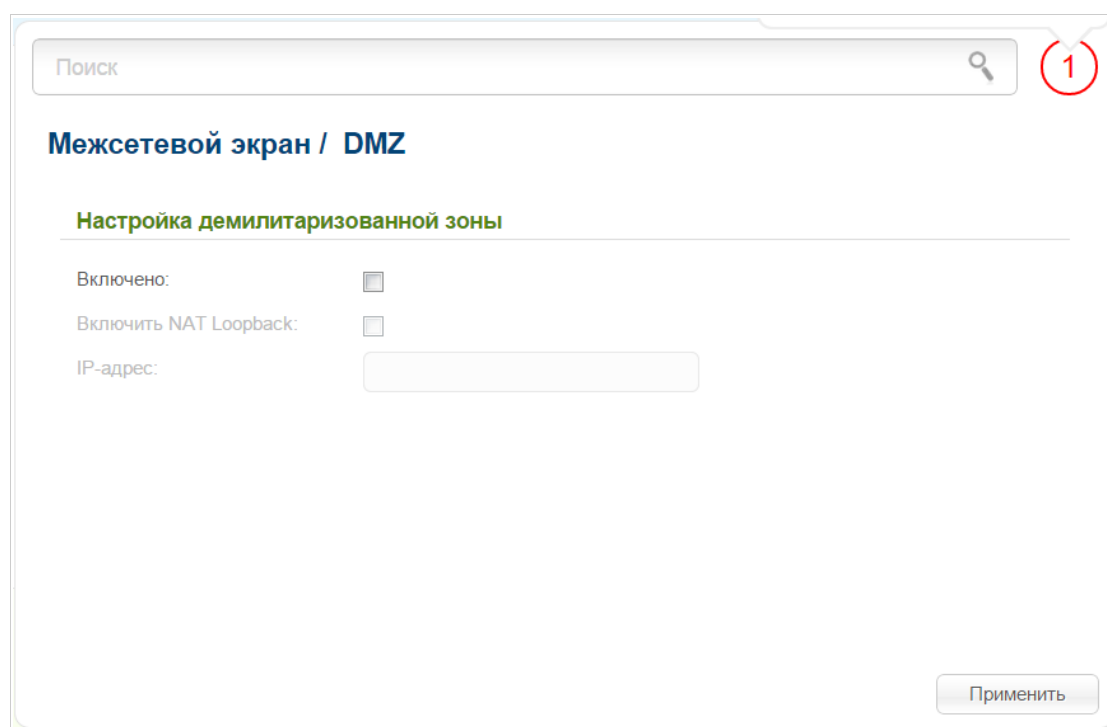 Поиск
1
Межсетевой экран / DMZ
Настройка демилитаризованной зоны
Включено:
Включить NAT Loopback:
IP-адрес:
Применить